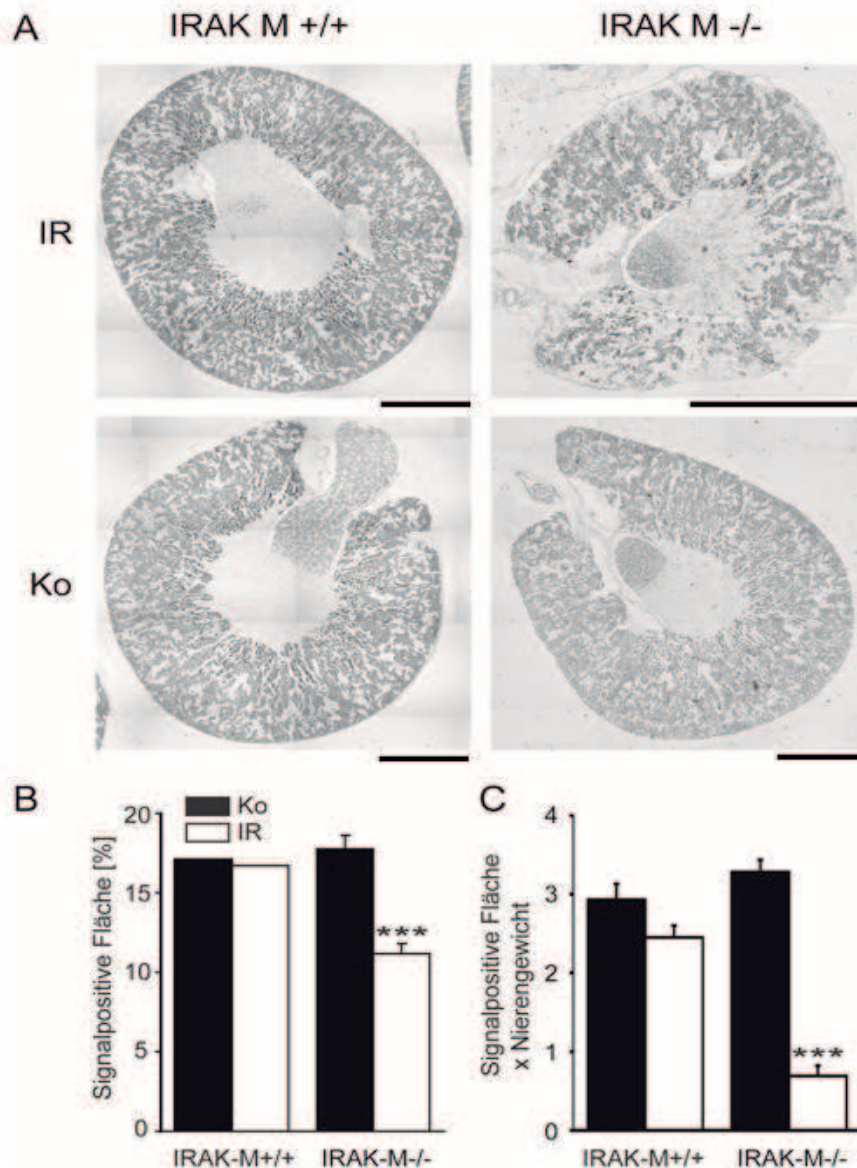 A
IRAK M +/+
IRAK M -/-
IR
Ko
B
Signalpositive Fläche [%]
20
15
10
5
0
Ko
IR
***
IRAK-M+/+
IRAK-M-/-
C
Signalpositive Fläche
x Nierengewicht
4
3
2
1
0
***
IRAK-M+/+
IRAK-M-/-